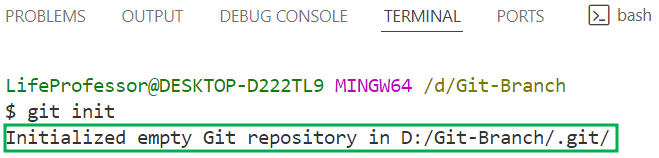 PROBLEMS OUTPUT DEBUG CONSOLE TERMINAL PORTS bash
LifeProfessor@DESKTOP-D222TL9 MINGW64 /d/Git-Branch
$ git init
Initialized empty Git repository in D:/Git-Branch/.git/